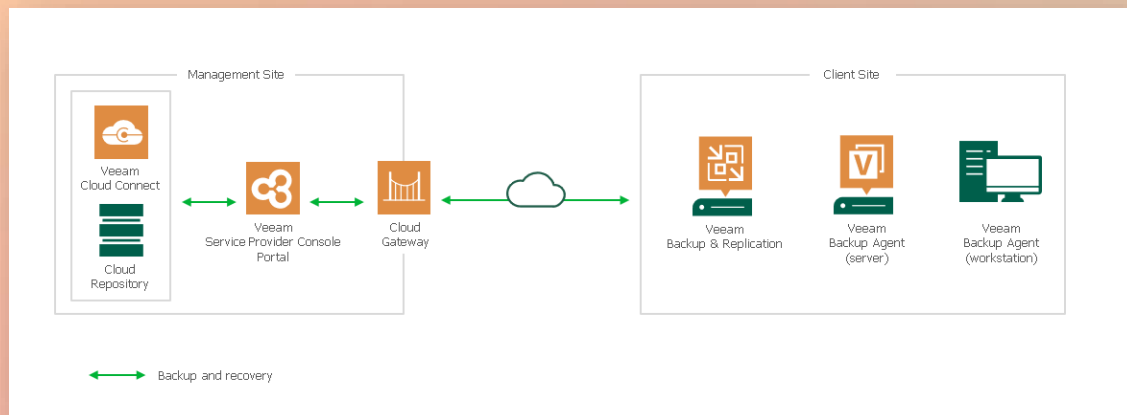 Management Site
Client Site
Veeam
Cloud Connect
Cloud
Repository
Veeam
Service Provider Console
Portal
Cloud
Gateway
Veeam
Backup & Replication
Veeam
Backup Agent
(server)
Veeam
Backup Agent
(workstation)
Backup and recovery